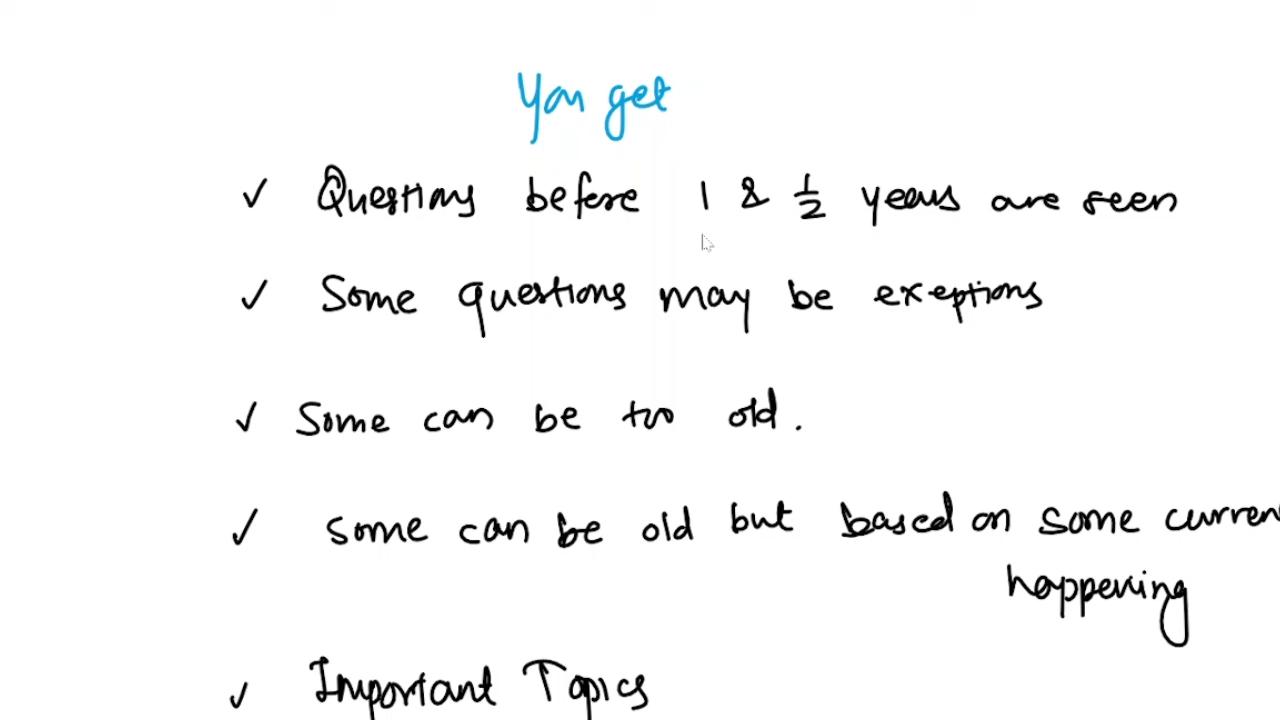 You get
✓ Questions before 1 & 1/2 years are seen
✓ Some questions may be exeptions
✓ Some can be too old.
✓ some can be old but based on some curren
happening
✓ Important Topics